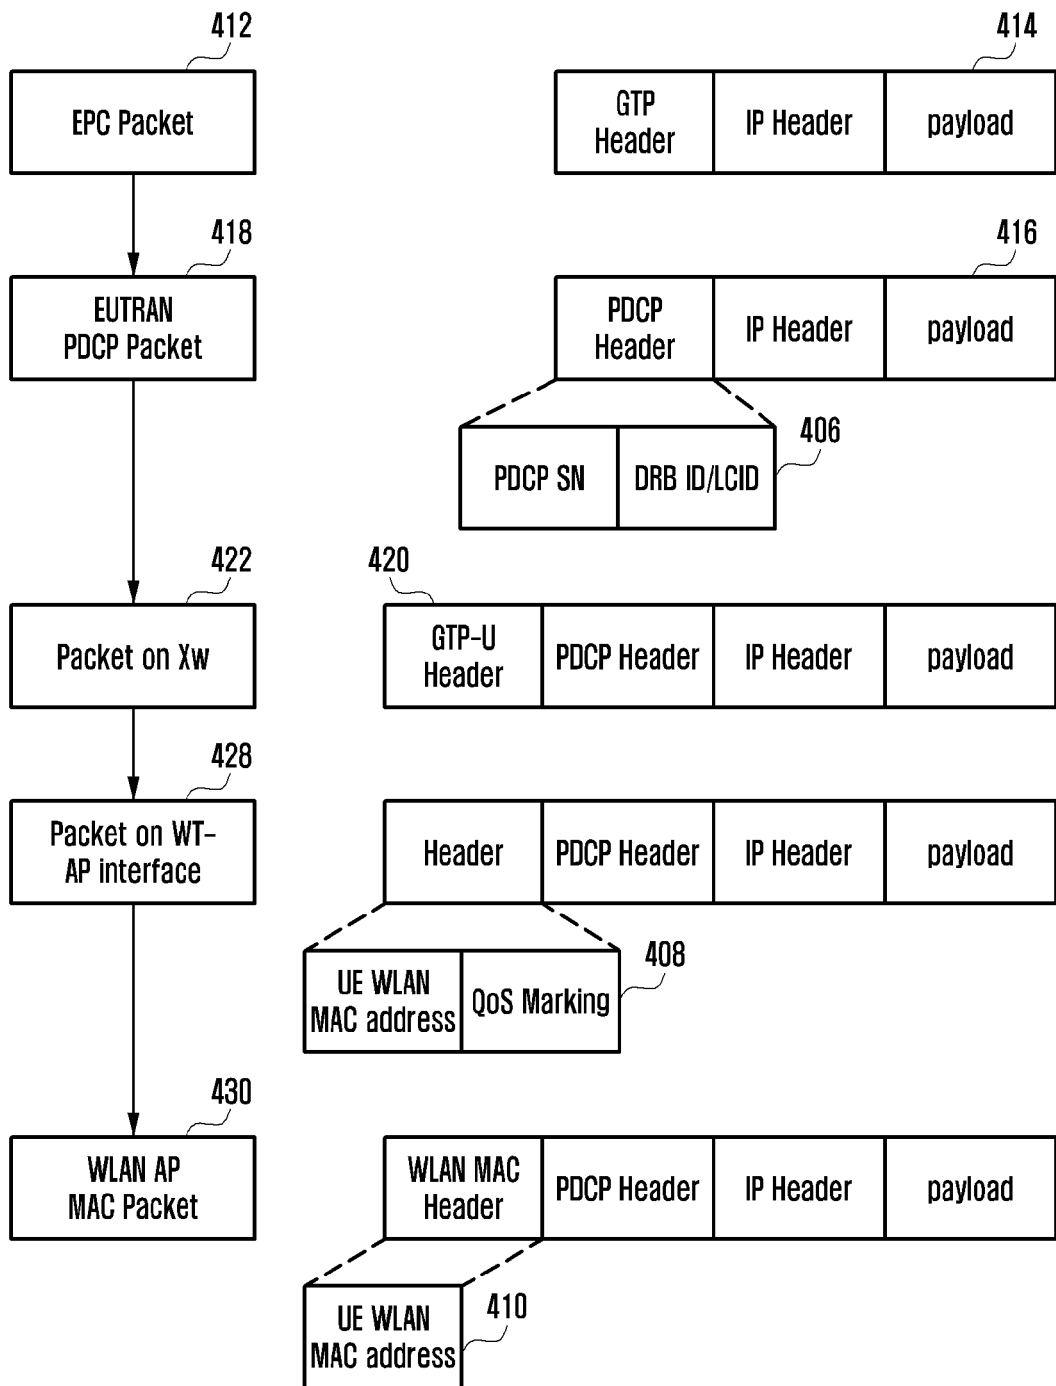 412
414
EPC Packet
GTP
Header
IP Header
payload
418
416
EUTRAN
PDCP Packet
PDCP
Header
IP Header
payload
406
PDCP SN
DRB ID/LCID
422
420
Packet on Xw
GTP-U
Header
PDCP Header
IP Header
payload
428
Packet on WT-
AP interface
Header
PDCP Header
IP Header
payload
408
UE WLAN
MAC address
QoS Marking
430
WLAN AP
MAC Packet
WLAN MAC
Header
PDCP Header
IP Header
payload
410
UE WLAN
MAC address